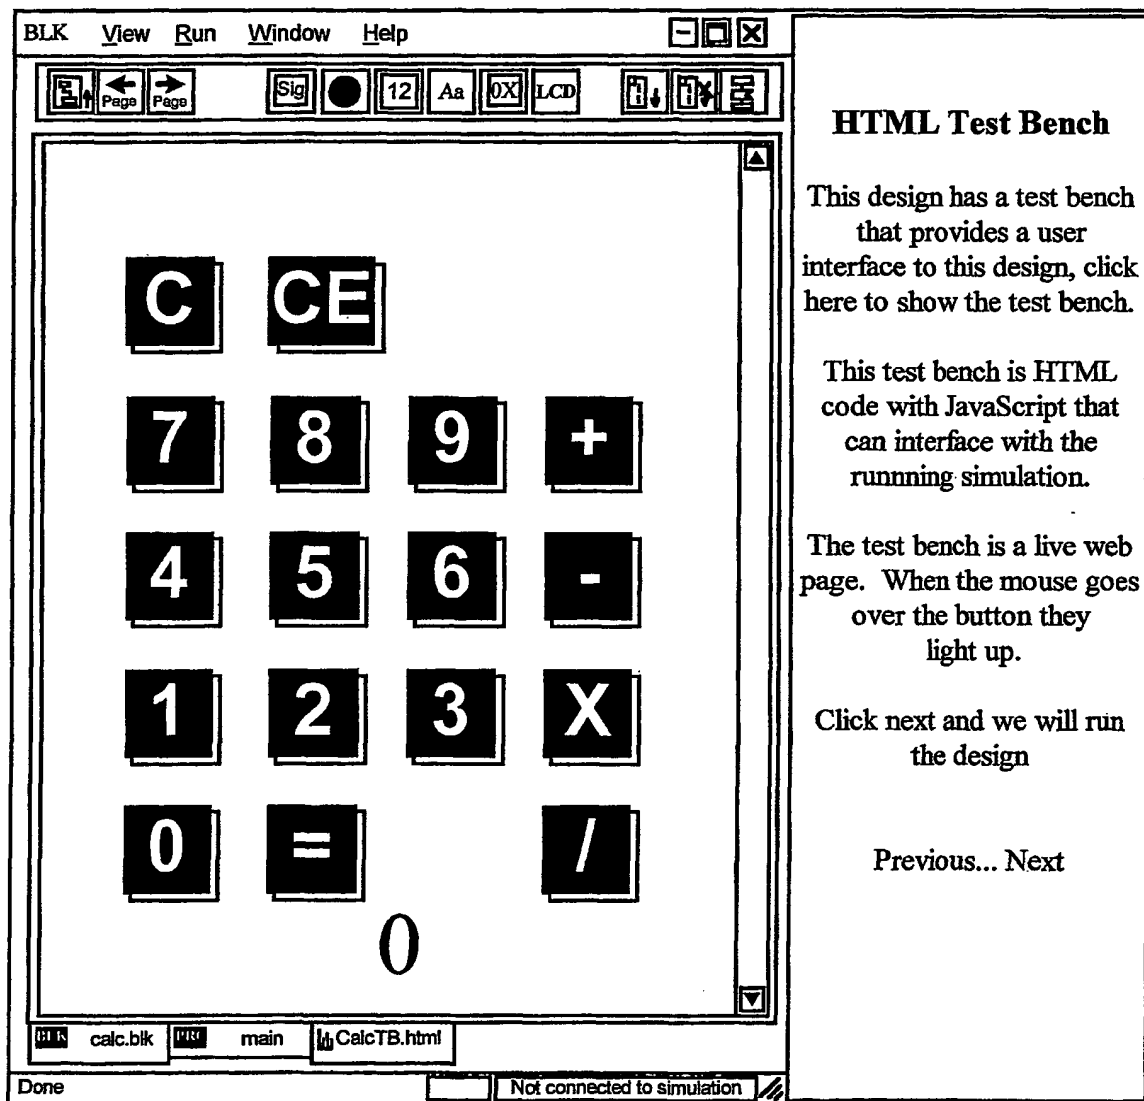 BLK View Run Window Help
Page Page Sig 12 Aa 0X LCD
C CE
7 8 9 +
4 5 6 -
1 2 3 X
0 = /
0
BLK calc.blk PRC main CalcTB.html
Done Not connected to simulation
HTML Test Bench
This design has a test bench
that provides a user
interface to this design, click
here to show the test bench.
This test bench is HTML
code with JavaScript that
can interface with the
runnning simulation.
The test bench is a live web
page. When the mouse goes
over the button they
light up.
Click next and we will run
the design
Previous... Next